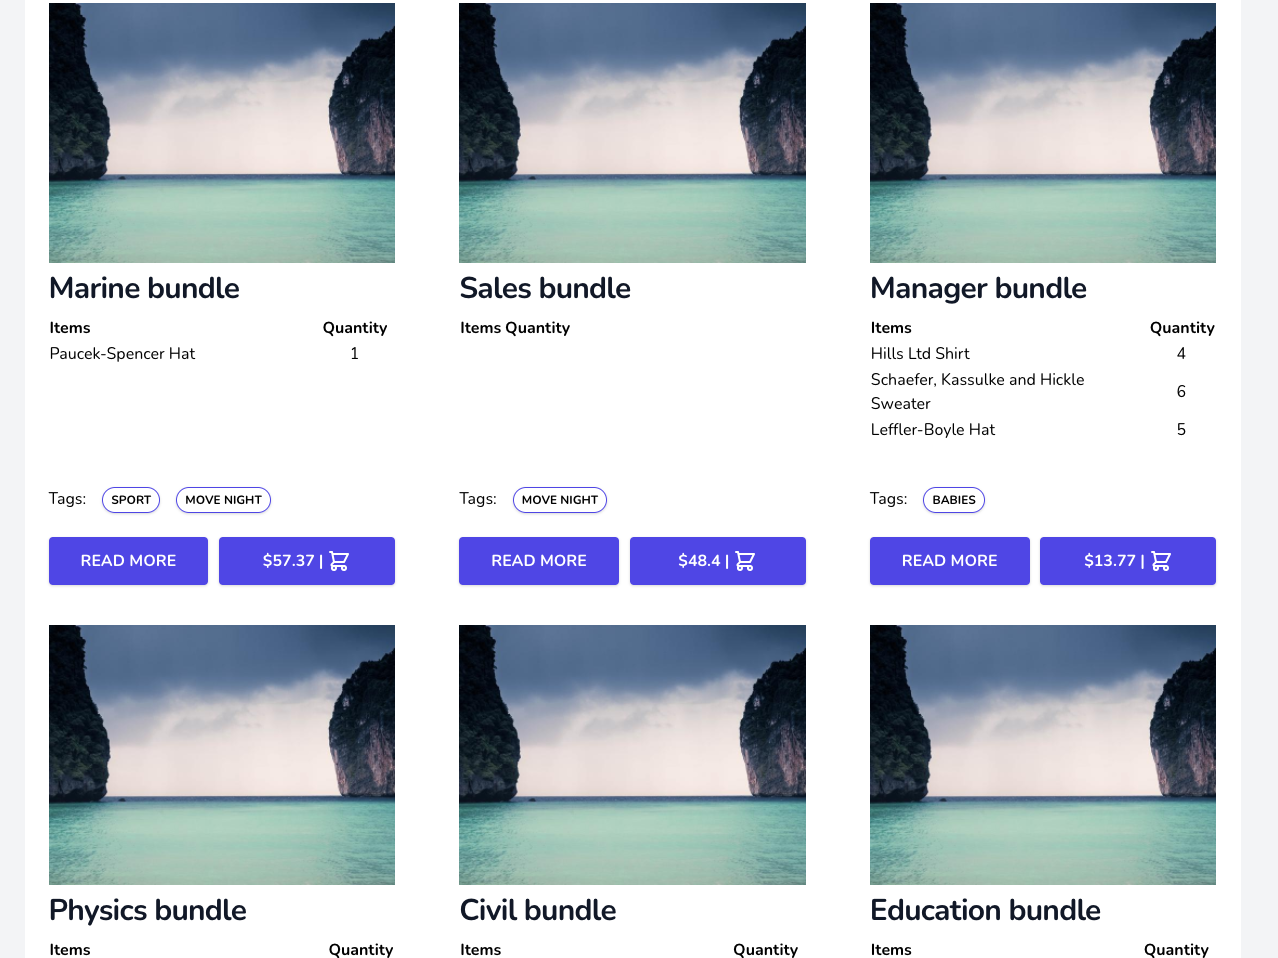 Marine bundle
Items Quantity
Paucek-Spencer Hat 1
Tags: SPORT MOVE NIGHT
READ MORE $57.37 |
Sales bundle
Items Quantity
Tags: MOVE NIGHT
READ MORE $48.4 |
Manager bundle
Items Quantity
Hills Ltd Shirt 4
Schaefer, Kassulke and Hickle
Sweater 6
Leffler-Boyle Hat 5
Tags: BABIES
READ MORE $13.77 |
Physics bundle
Items Quantity
Civil bundle
Items Quantity
Education bundle
Items Quantity